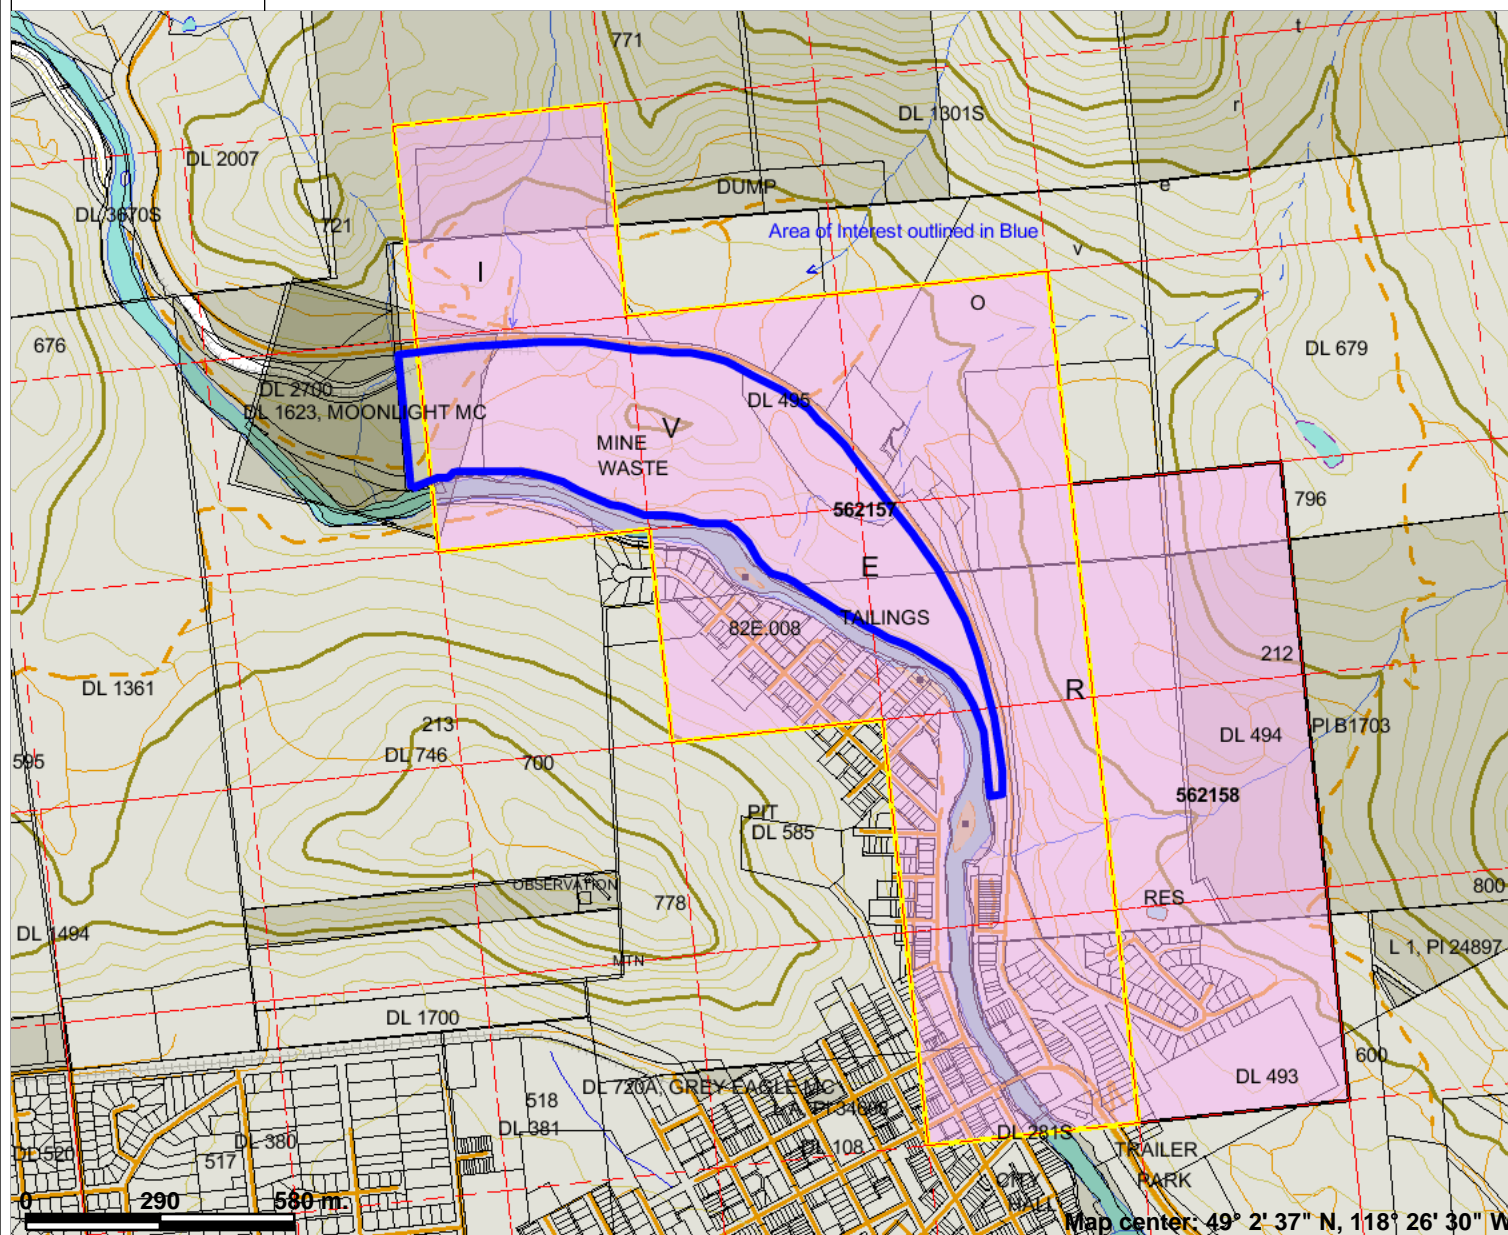 771
t
r
DL 1301S
DL 2007
DUMP
e
DL 3670S
721
Area of Interest outlined in Blue
v
I
O
676
DL 679
DL 2700
DL 1623, MOONLIGHT MC
DL 495
V
MINE
WASTE
562157
796
E
TAILINGS
82E.008
212
DL 1361
R
213
DL 494
PI B1703
DL 746
700
595
562158
PIT
DL 585
OBSERVATION
778
RES
800
DL 1494
L 1, PI 24897
MTN
DL 1700
600
DL 493
DL 720A, GREY EAGLE MC
518
DL 381
DL 281S
DL 380
DL 108
TRAILER
DL 520
517
PARK
CITY
HALL
0 290 580 m.
Map center: 49° 2' 37" N, 118° 26' 30" W